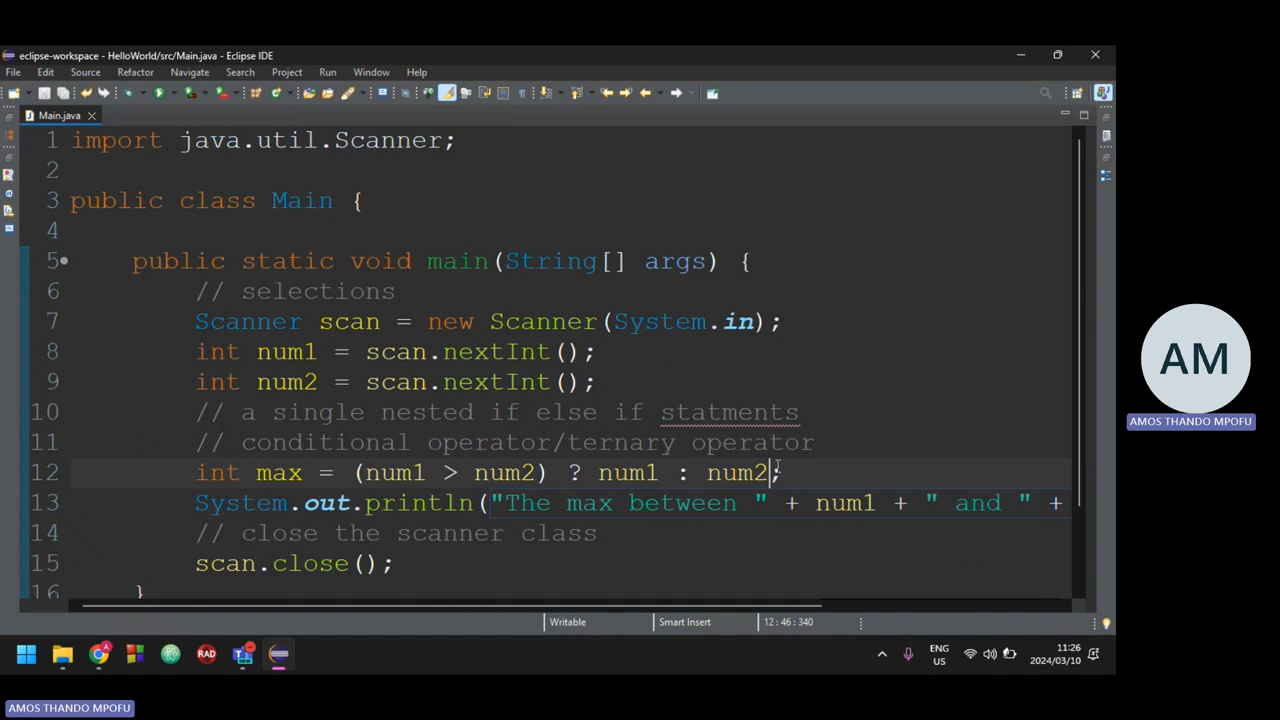 eclipse-workspace - HelloWorld/src/Main.java - Eclipse IDE
File Edit Source Refactor Navigate Search Project Run Window Help
Main.java
1 import java.util.Scanner;
2
3 public class Main {
4
5 public static void main(String[] args) {
6 // selections
7 Scanner scan = new Scanner(System.in);
8 int num1 = scan.nextInt();
9 int num2 = scan.nextInt();
10 // a single nested if else if statments
11 // conditional operator/ternary operator
12 int max = (num1 > num2) ? num1 : num2;
13 System.out.println("The max between " + num1 + " and " +
14 // close the scanner class
15 scan.close();
16 }
Writable Smart Insert 12 : 46 : 340
RAD
ENG
US
11:26
2024/03/10
AM
AMOS THANDO MPOFU
AMOS THANDO MPOFU